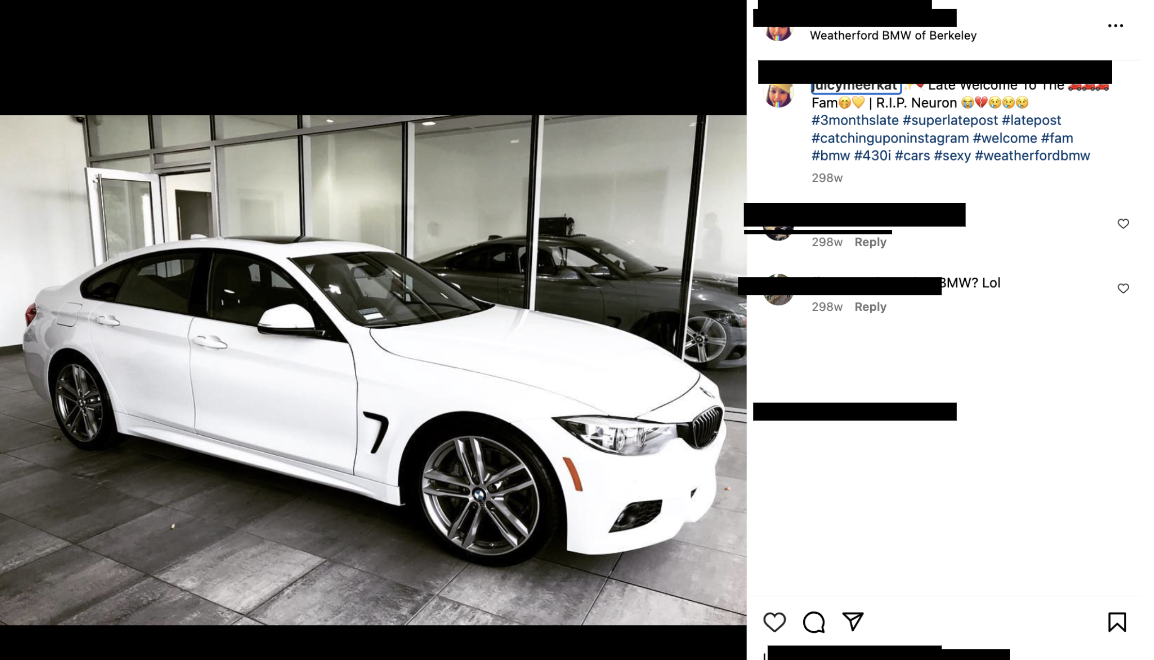 Weatherford BMW of Berkeley
juicymeerkat ✨❤️ Late Welcome To The 🚗🚗🚗
Fam🤗💛 | R.I.P. Neuron 😭💔😢😢😢
#3monthslate #superlatepost #latepost
#catchinguponinstagram #welcome #fam
#bmw #430i #cars #sexy #weatherfordbmw
298w
298w Reply
BMW? Lol
298w Reply